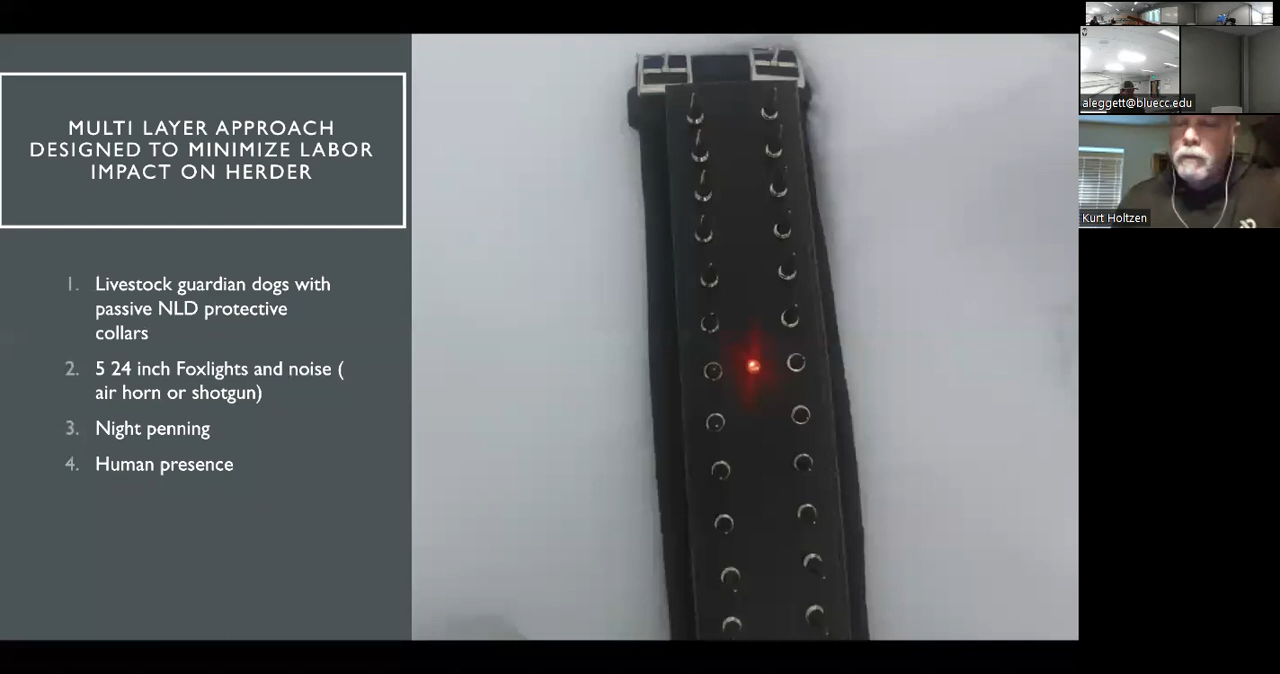 MULTI LAYER APPROACH
DESIGNED TO MINIMIZE LABOR
IMPACT ON HERDER
1. Livestock guardian dogs with
passive NLD protective
collars
2. 5 24 inch Foxlights and noise (
air horn or shotgun)
3. Night penning
4. Human presence
aleggett@bluecc.edu
Kurt Holtzen